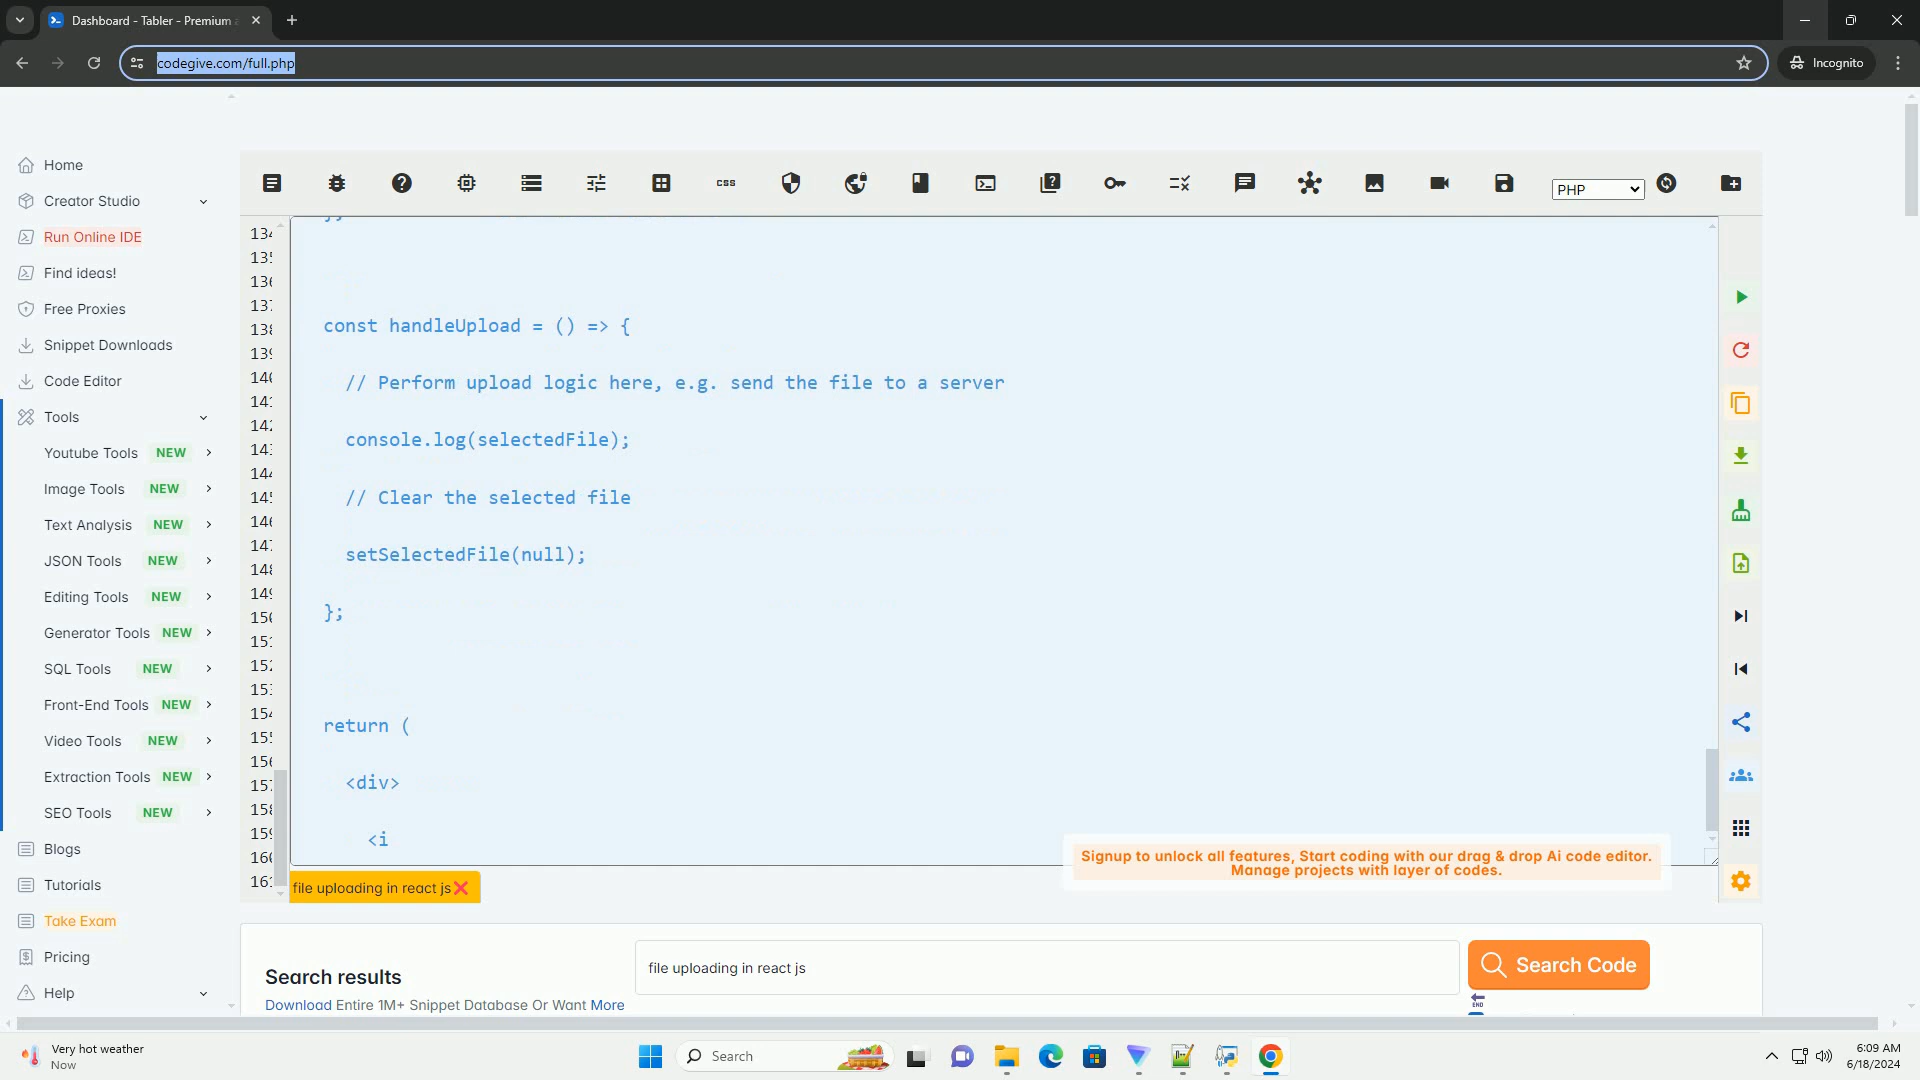 Dashboard - Tabler - Premium
codegive.com/full.php
Incognito
Home
Creator Studio
Run Online IDE
Find ideas!
Free Proxies
Snippet Downloads
Code Editor
Tools
Youtube Tools NEW
Image Tools NEW
Text Analysis NEW
JSON Tools NEW
Editing Tools NEW
Generator Tools NEW
SQL Tools NEW
Front-End Tools NEW
Video Tools NEW
Extraction Tools NEW
SEO Tools NEW
Blogs
Tutorials
Take Exam
Pricing
Help
css
PHP
const handleUpload = () => {
// Perform upload logic here, e.g. send the file to a server
console.log(selectedFile);
// Clear the selected file
setSelectedFile(null);
};
return (
<div>
<i
Signup to unlock all features, Start coding with our drag & drop Ai code editor.
Manage projects with layer of codes.
file uploading in react js
Search results
Download Entire 1M+ Snippet Database Or Want More
file uploading in react js
Search Code
END
Very hot weather
Now
Search
6:09 AM
6/18/2024